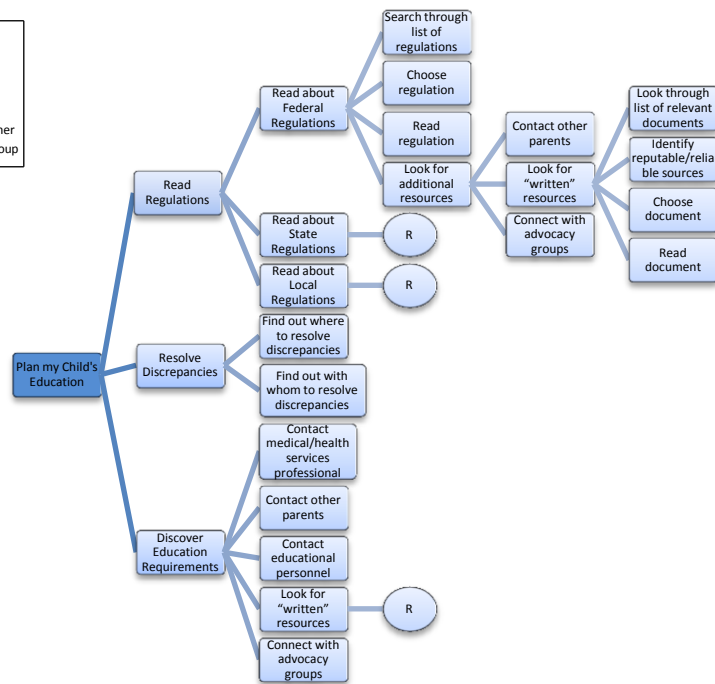 ner
oup
Plan my Child's
Education
Read
Regulations
Read about
Federal
Regulations
Search through
list of
regulations
Choose
regulation
Read
regulation
Look for
additional
resources
Contact other
parents
Look for
“written”
resources
Look through
list of relevant
documents
Identify
reputable/relia
ble sources
Choose
document
Read
document
Connect with
advocacy
groups
Read about
State
Regulations
R
Read about
Local
Regulations
R
Resolve
Discrepancies
Find out where
to resolve
discrepancies
Find out with
whom to resolve
discrepancies
Discover
Education
Requirements
Contact
medical/health
services
professional
Contact other
parents
Contact
educational
personnel
Look for
“written”
resources
R
Connect with
advocacy
groups